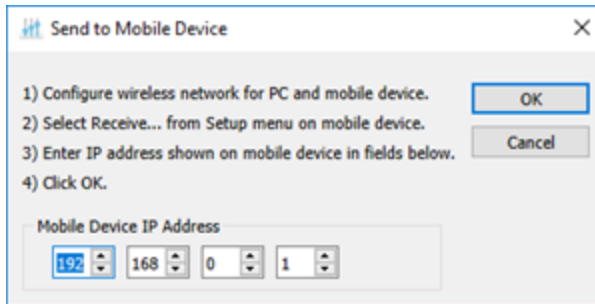 Send to Mobile Device
1) Configure wireless network for PC and mobile device.
2) Select Receive... from Setup menu on mobile device.
3) Enter IP address shown on mobile device in fields below.
4) Click OK.
OK
Cancel
Mobile Device IP Address
192 168 0 1